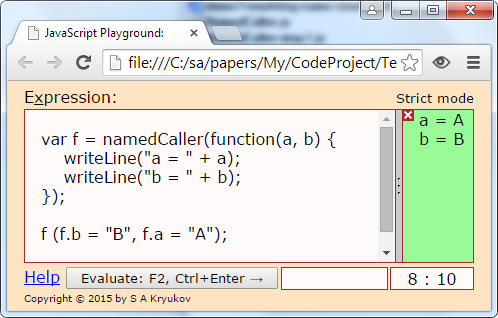 JavaScript Playground:
file:///C:/sa/papers/My/CodeProject/Te
Expression:
Strict mode
var f = namedCaller(function(a, b) {
writeLine("a = " + a);
writeLine("b = " + b);
});
f (f.b = "B", f.a = "A");
a = A
b = B
Help
Evaluate: F2, Ctrl+Enter →
8 : 10
Copyright © 2015 by S A Kryukov